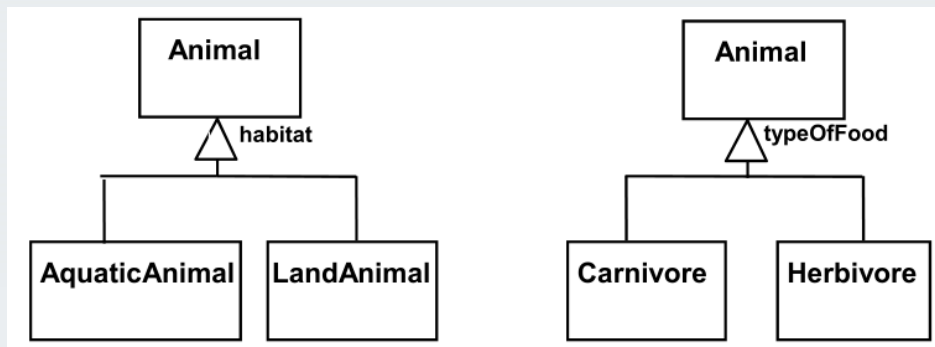 Animal
habitat
AquaticAnimal
LandAnimal
Animal
typeOfFood
Carnivore
Herbivore